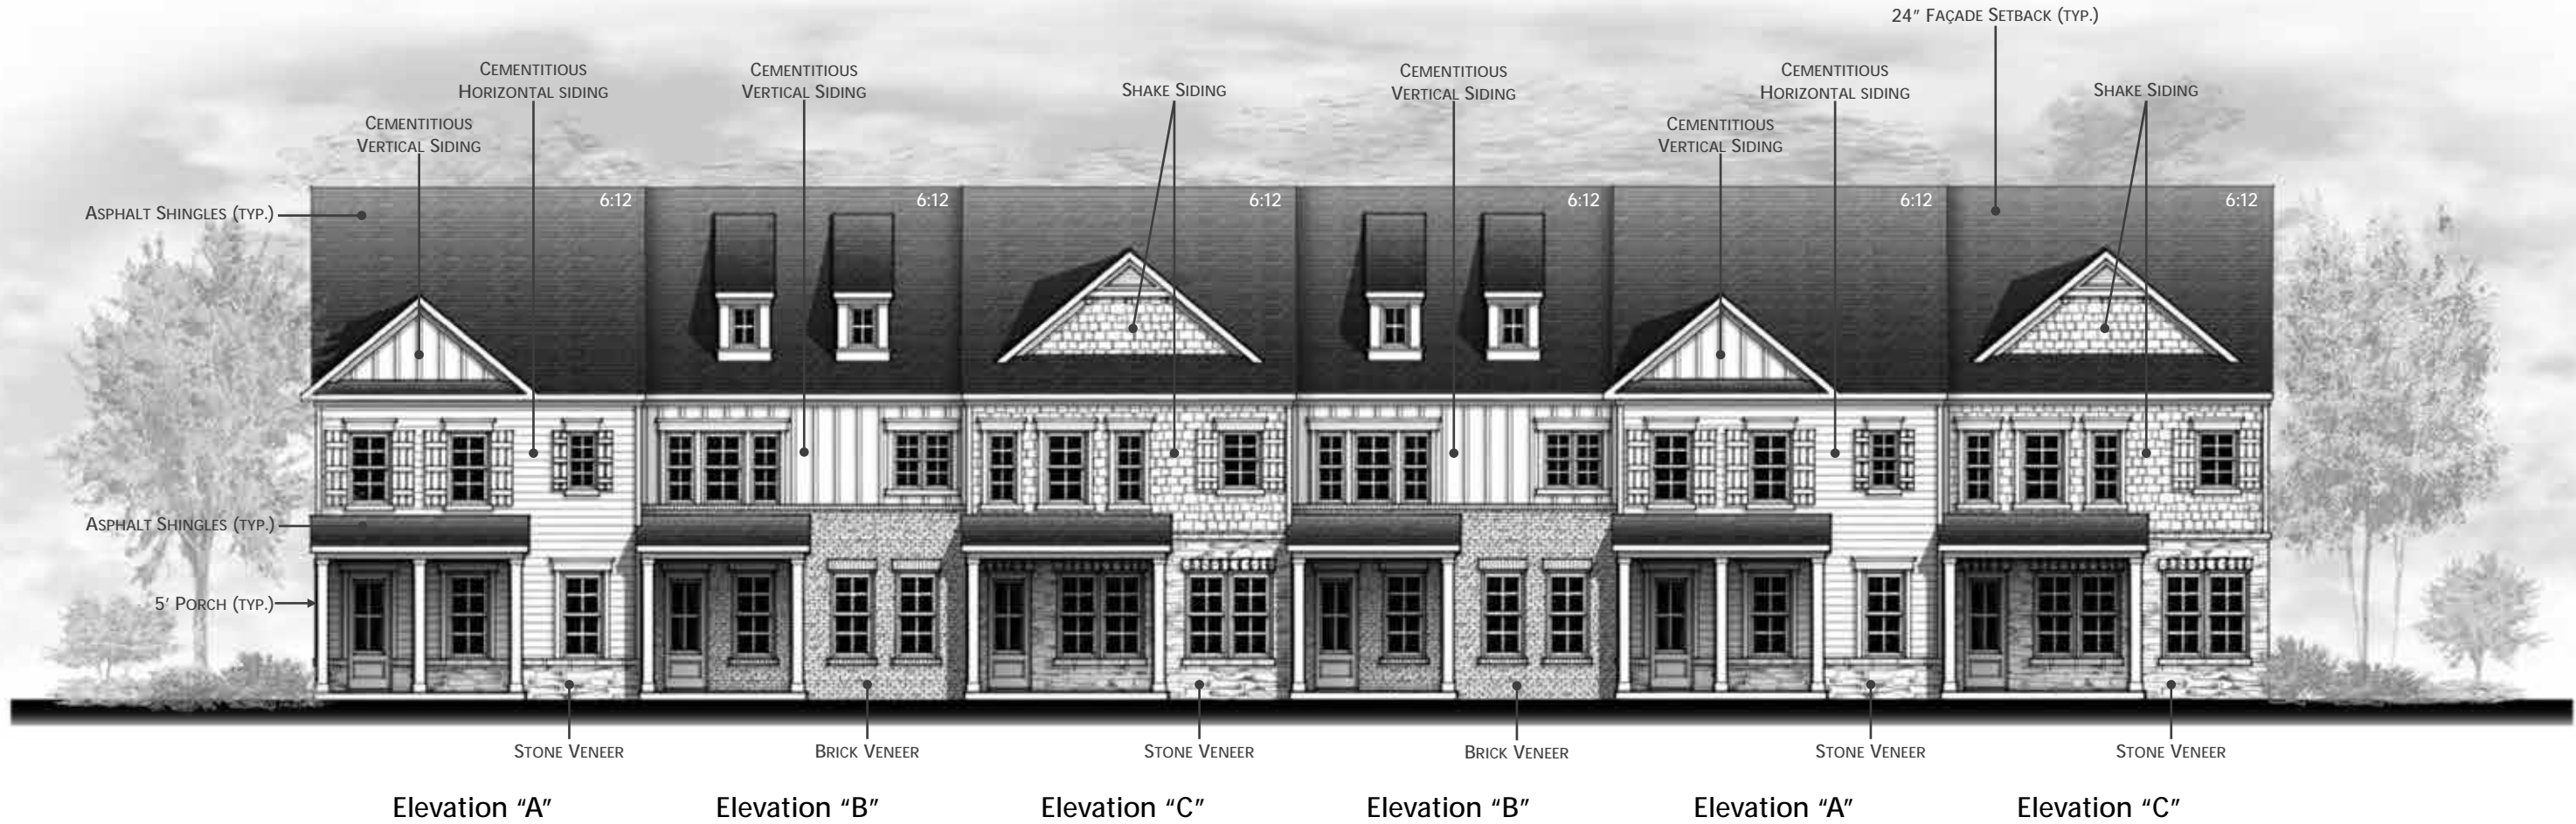 24" FAÇADE SETBACK (TYP.)
CEMENTITIOUS
HORIZONTAL SIDING
CEMENTITIOUS
VERTICAL SIDING
SHAKE SIDING
CEMENTITIOUS
VERTICAL SIDING
CEMENTITIOUS
HORIZONTAL SIDING
SHAKE SIDING
CEMENTITIOUS
VERTICAL SIDING
CEMENTITIOUS
VERTICAL SIDING
6:12
6:12
6:12
6:12
6:12
6:12
ASPHALT SHINGLES (TYP.)
ASPHALT SHINGLES (TYP.)
5' PORCH (TYP.)
STONE VENEER
BRICK VENEER
STONE VENEER
BRICK VENEER
STONE VENEER
STONE VENEER
Elevation "A"
Elevation "B"
Elevation "C"
Elevation "B"
Elevation "A"
Elevation "C"